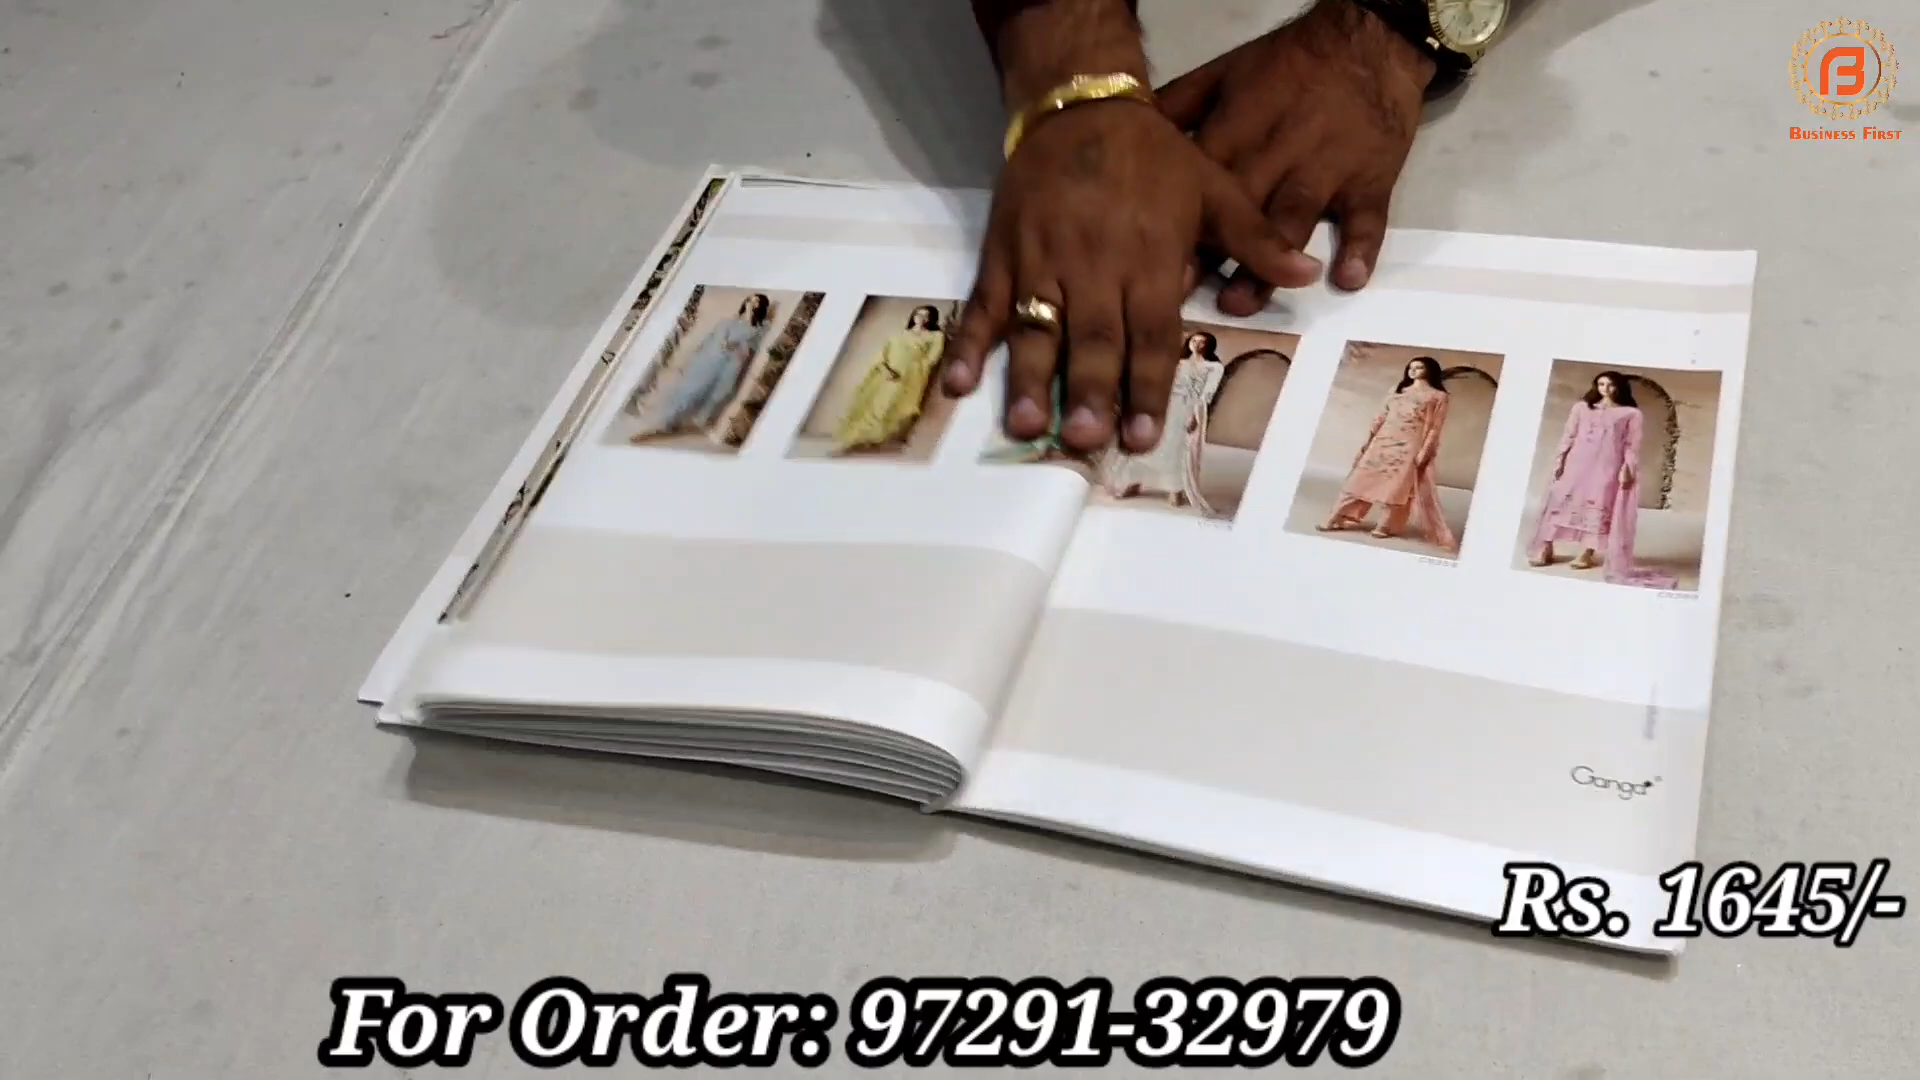 BUSINESS FIRST
Ganga
Rs. 1645/-
For Order: 97291-32979